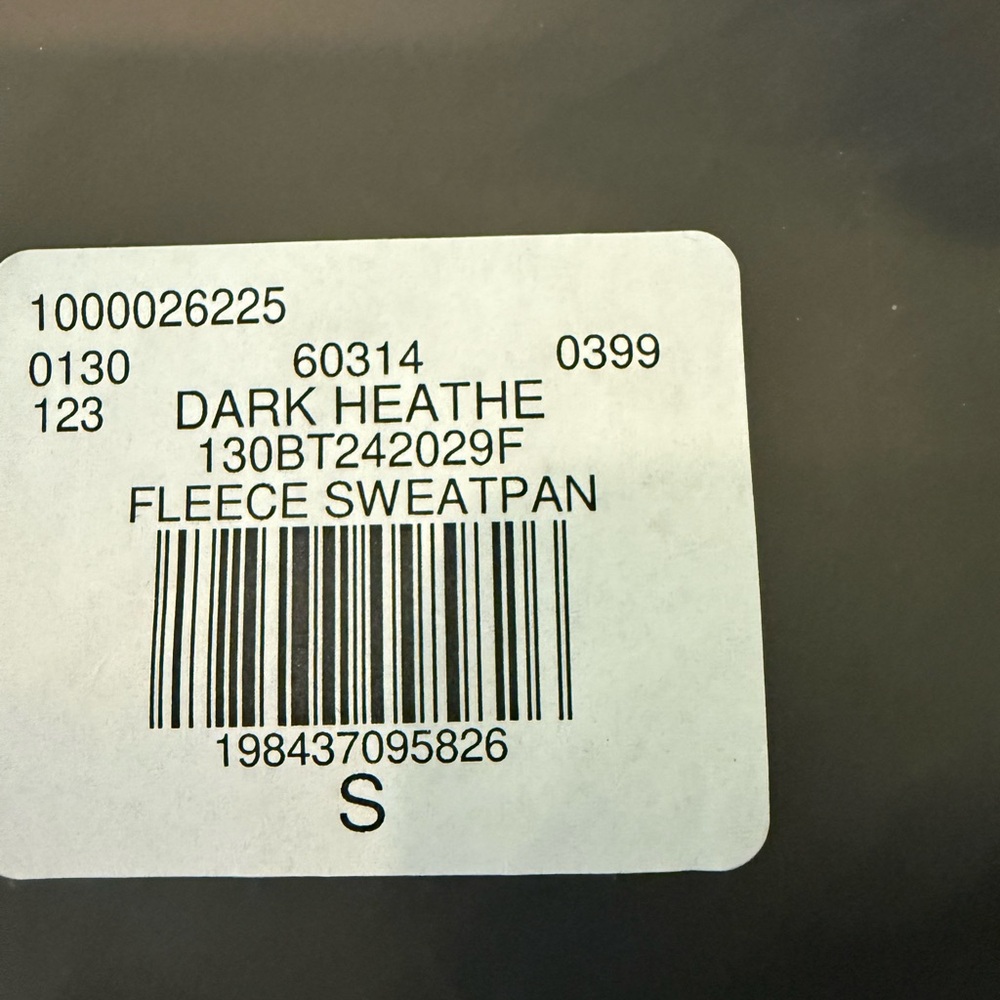 1000026225
0130 60314 0399
123 DARK HEATHE
130BT242029F
FLEECE SWEATPAN
198437095826
S